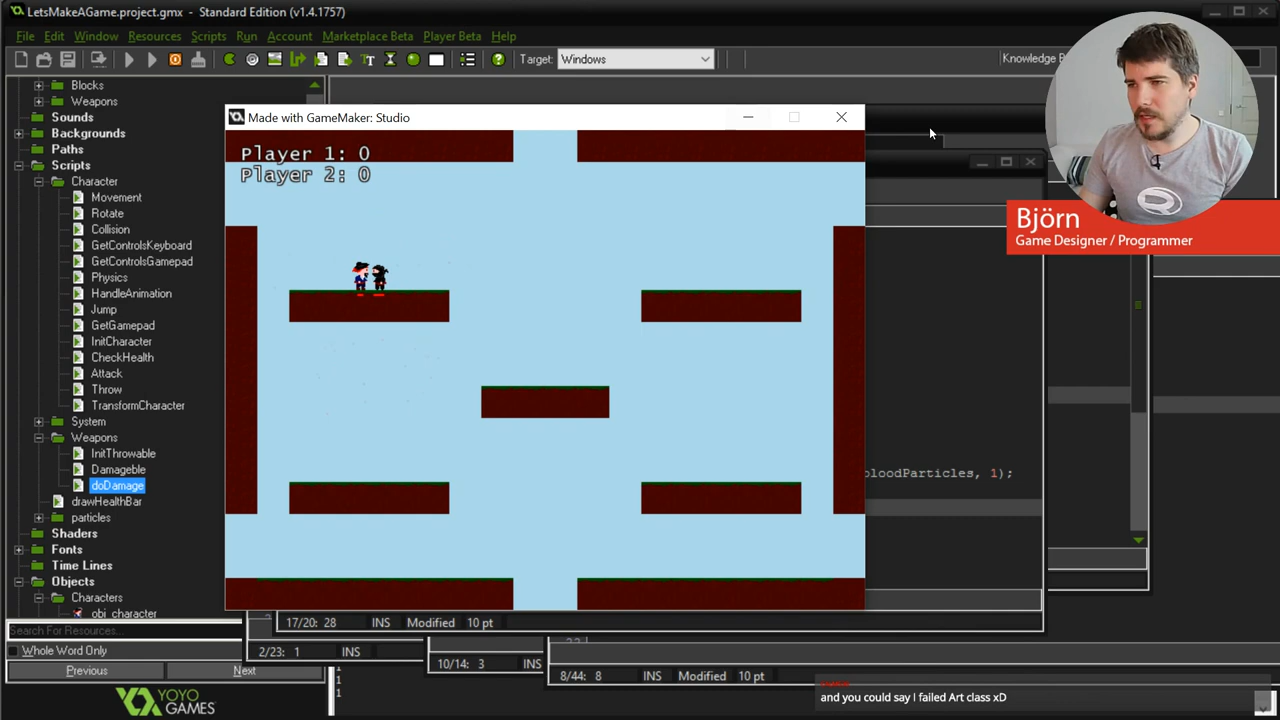 LetsMakeAGame.project.gmx - Standard Edition (v1.4.1757)
File Edit Window Resources Scripts Run Account Marketplace Beta Player Beta Help
Target: Windows
Knowledge
Blocks
Weapons
Sounds
Backgrounds
Paths
Scripts
Character
Movement
Rotate
Collision
GetControlsKeyboard
GetControlsGamepad
Physics
HandleAnimation
Jump
GetGamepad
InitCharacter
CheckHealth
Attack
Throw
TransformCharacter
System
Weapons
InitThrowable
Damageble
doDamage
drawHealthBar
particles
Shaders
Fonts
Time Lines
Objects
Characters
obj_character
Search For Resources...
Whole Word Only
Previous Next
YOYO
GAMES
Made with GameMaker: Studio
Player 1: 0
Player 2: 0
Björn
Game Designer / Programmer
loodParticles, 1);
17/20: 28 INS Modified 10 pt
2/23: 1 INS
10/14: 3 INS
8/44: 8 INS Modified 10 pt
1
1
1
and you could say I failed Art class xD